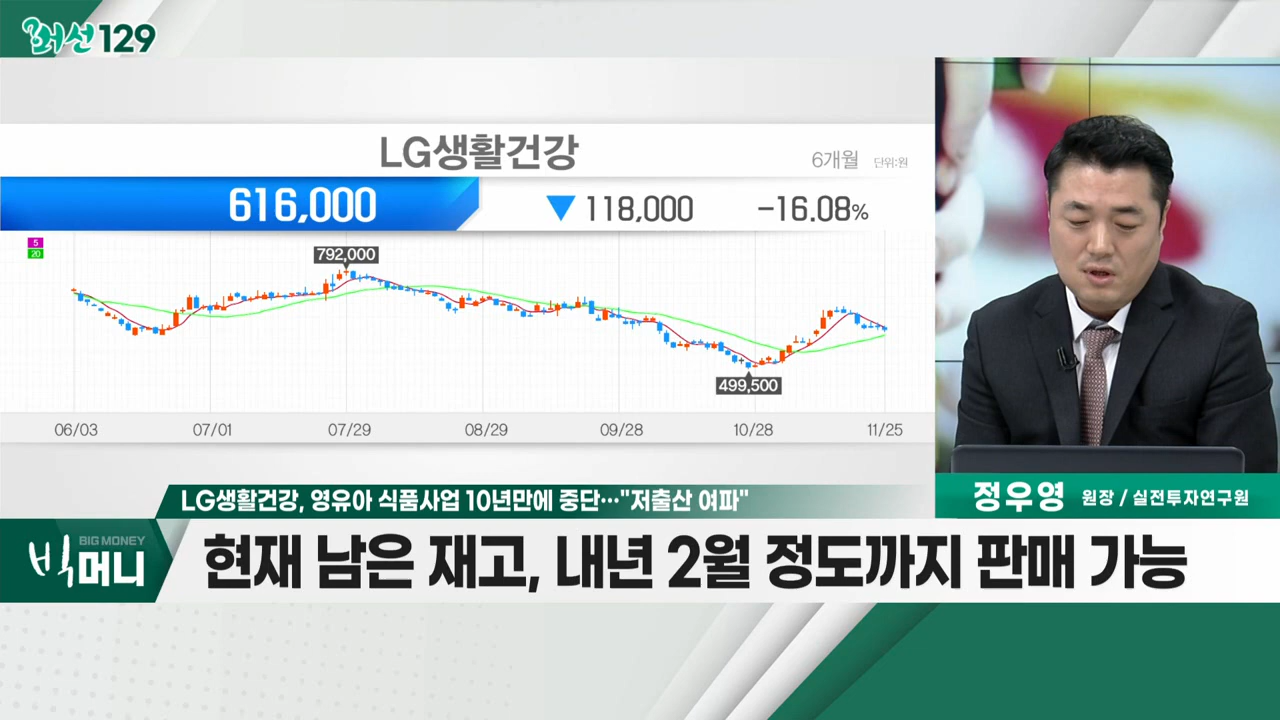 머선129
LG생활건강
6개월 단위:원
616,000 ▼118,000 -16.08%
5
20
792,000
499,500
06/03 07/01 07/29 08/29 09/28 10/28 11/25
정우영 원장 / 실전투자연구원
LG생활건강, 영유아 식품사업 10년만에 중단…"저출산 여파"
BIG MONEY
빅머니
현재 남은 재고, 내년 2월 정도까지 판매 가능